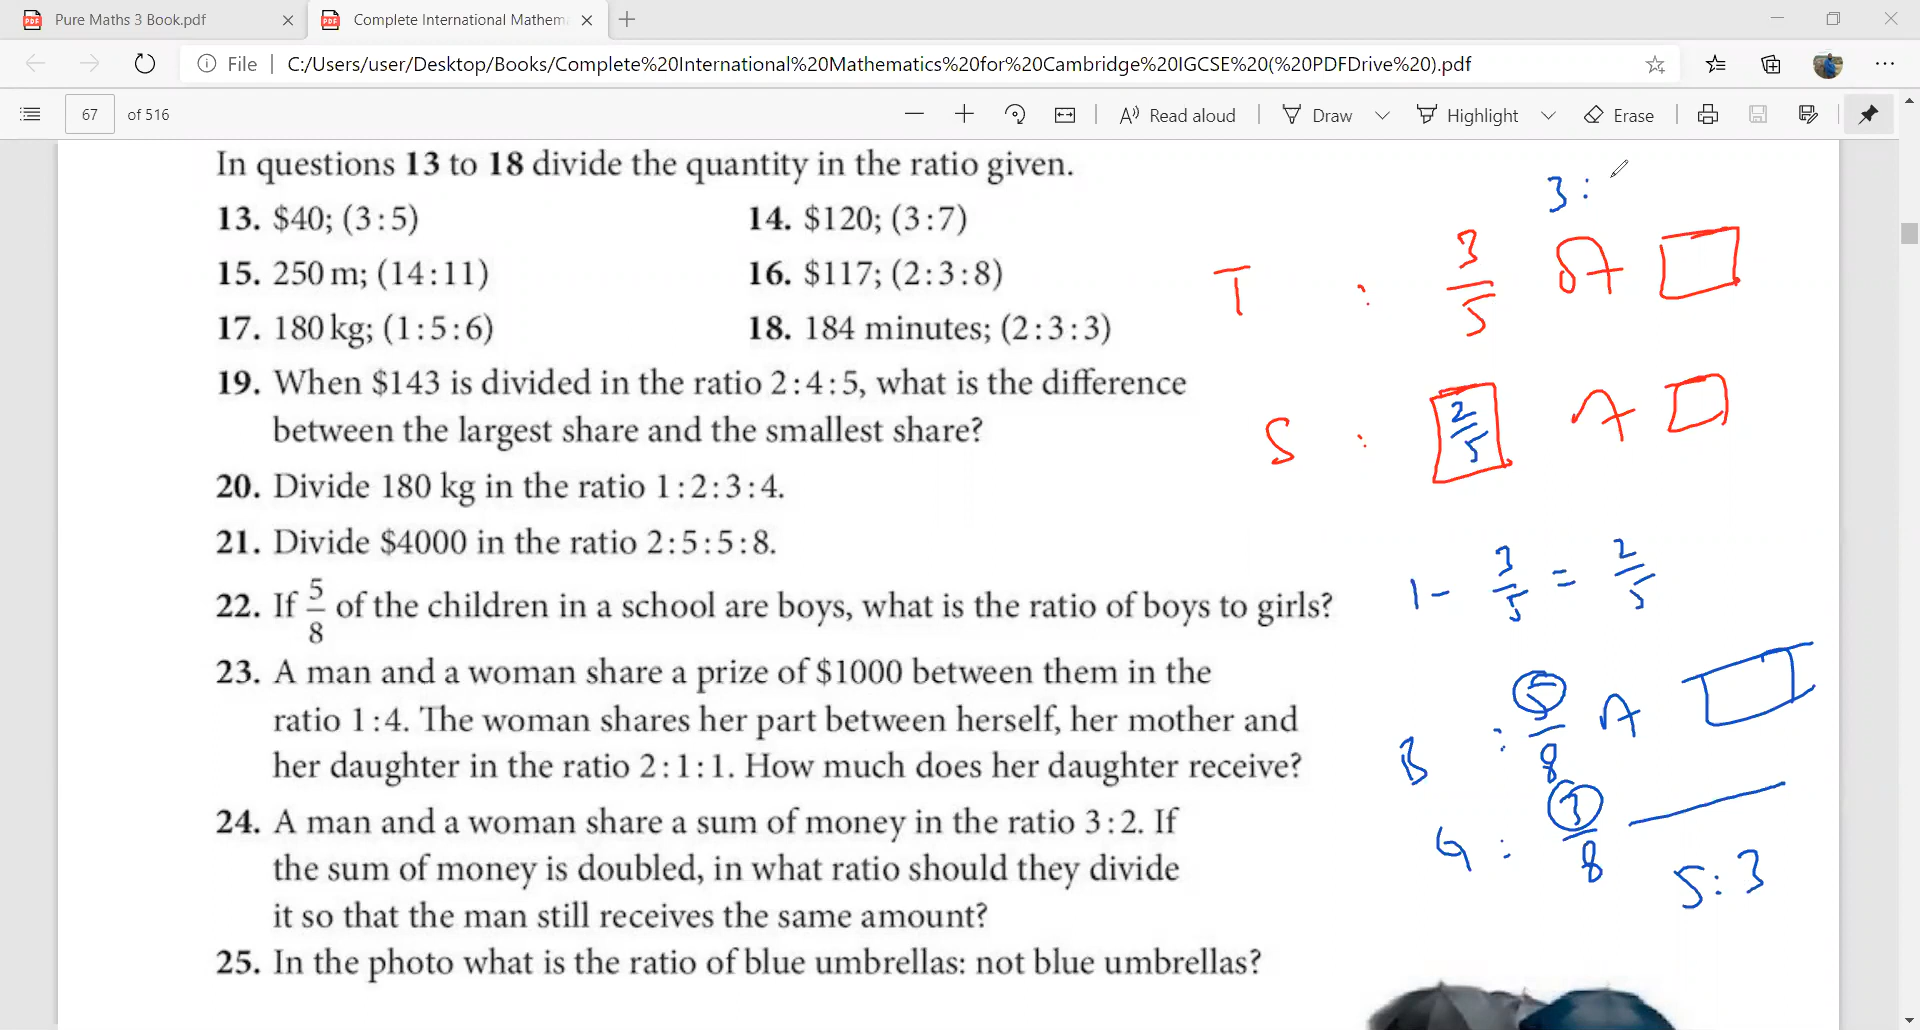 Pure Maths 3 Book.pdf
Complete International Mathem
File
C:/Users/user/Desktop/Books/Complete%20International%20Mathematics%20for%20Cambridge%20IGCSE%20(%20PDFDrive%20).pdf
67 of 516
Read aloud
Draw
Highlight
Erase
In questions 13 to 18 divide the quantity in the ratio given.
13. $40; (3:5)
14. $120; (3:7)
15. 250 m; (14:11)
16. $117; (2:3:8)
17. 180 kg; (1:5:6)
18. 184 minutes; (2:3:3)
19. When $143 is divided in the ratio 2:4:5, what is the difference
between the largest share and the smallest share?
20. Divide 180 kg in the ratio 1:2:3:4.
21. Divide $4000 in the ratio 2:5:5:8.
22. If 5/8 of the children in a school are boys, what is the ratio of boys to girls?
23. A man and a woman share a prize of $1000 between them in the
ratio 1:4. The woman shares her part between herself, her mother and
her daughter in the ratio 2:1:1. How much does her daughter receive?
24. A man and a woman share a sum of money in the ratio 3:2. If
the sum of money is doubled, in what ratio should they divide
it so that the man still receives the same amount?
25. In the photo what is the ratio of blue umbrellas: not blue umbrellas?
3:
T : 3/5 of
S : 2/5 of
1 - 3/5 = 2/5
B : 5/8 of
G : 3/8
5:3